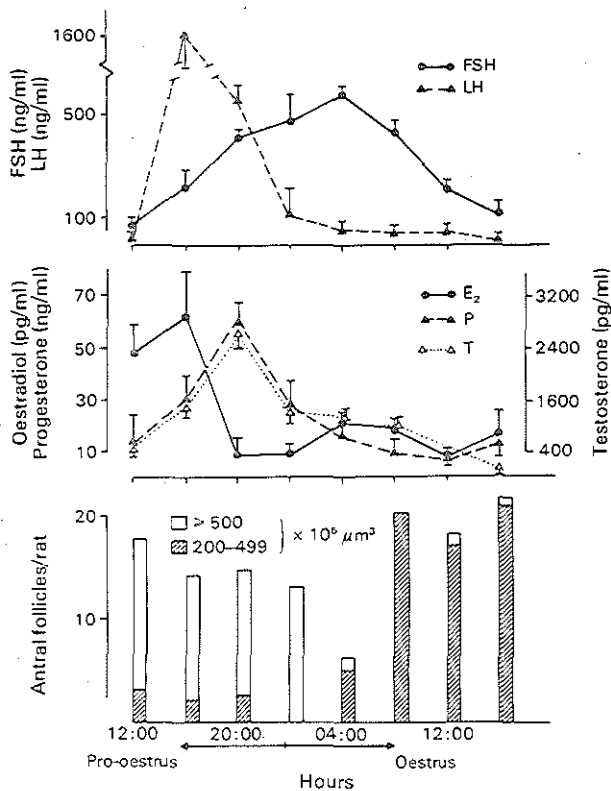 1600
FSH
LH
500
100
FSH (ng/ml)
LH (ng/ml)
70
50
30
10
E₂
P
T
3200
2400
1600
400
Oestradiol (pg/ml)
Progesterone (ng/ml)
Testosterone (pg/ml)
20
10
≥ 500
200–499
× 10⁵ μm³
Antral follicles/rat
12:00 20:00 04:00 12:00
Pro-oestrus Oestrus
Hours